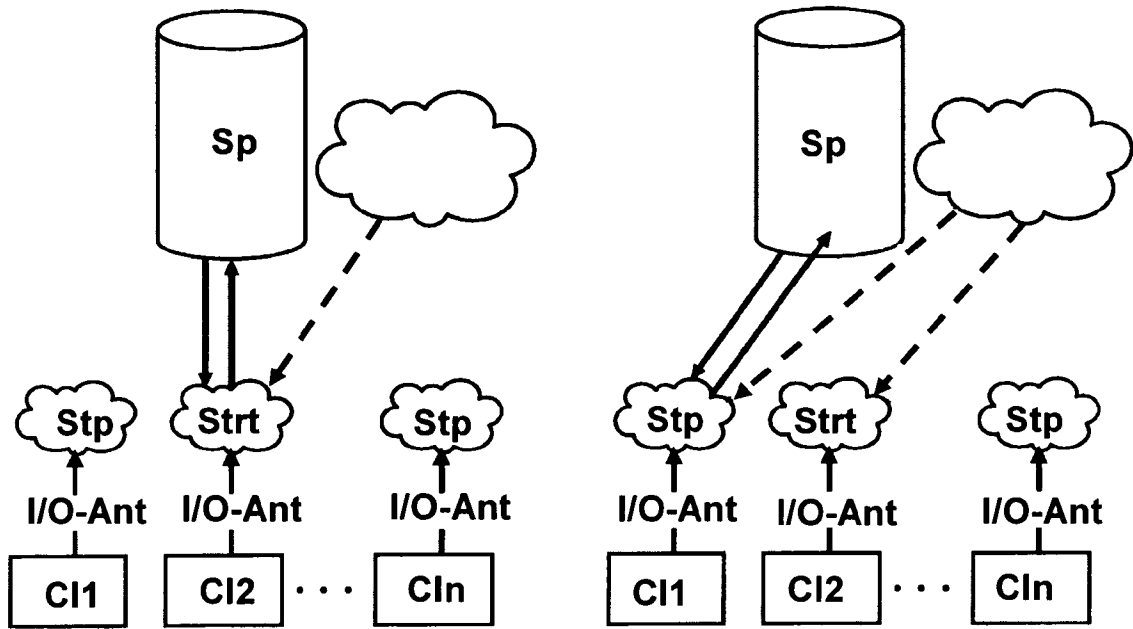 Sp Sp
Stp Strt Stp Stp Strt Stp
I/O-Ant I/O-Ant I/O-Ant I/O-Ant I/O-Ant I/O-Ant
Cl1 Cl2 · · · Cln Cl1 Cl2 · · · Cln